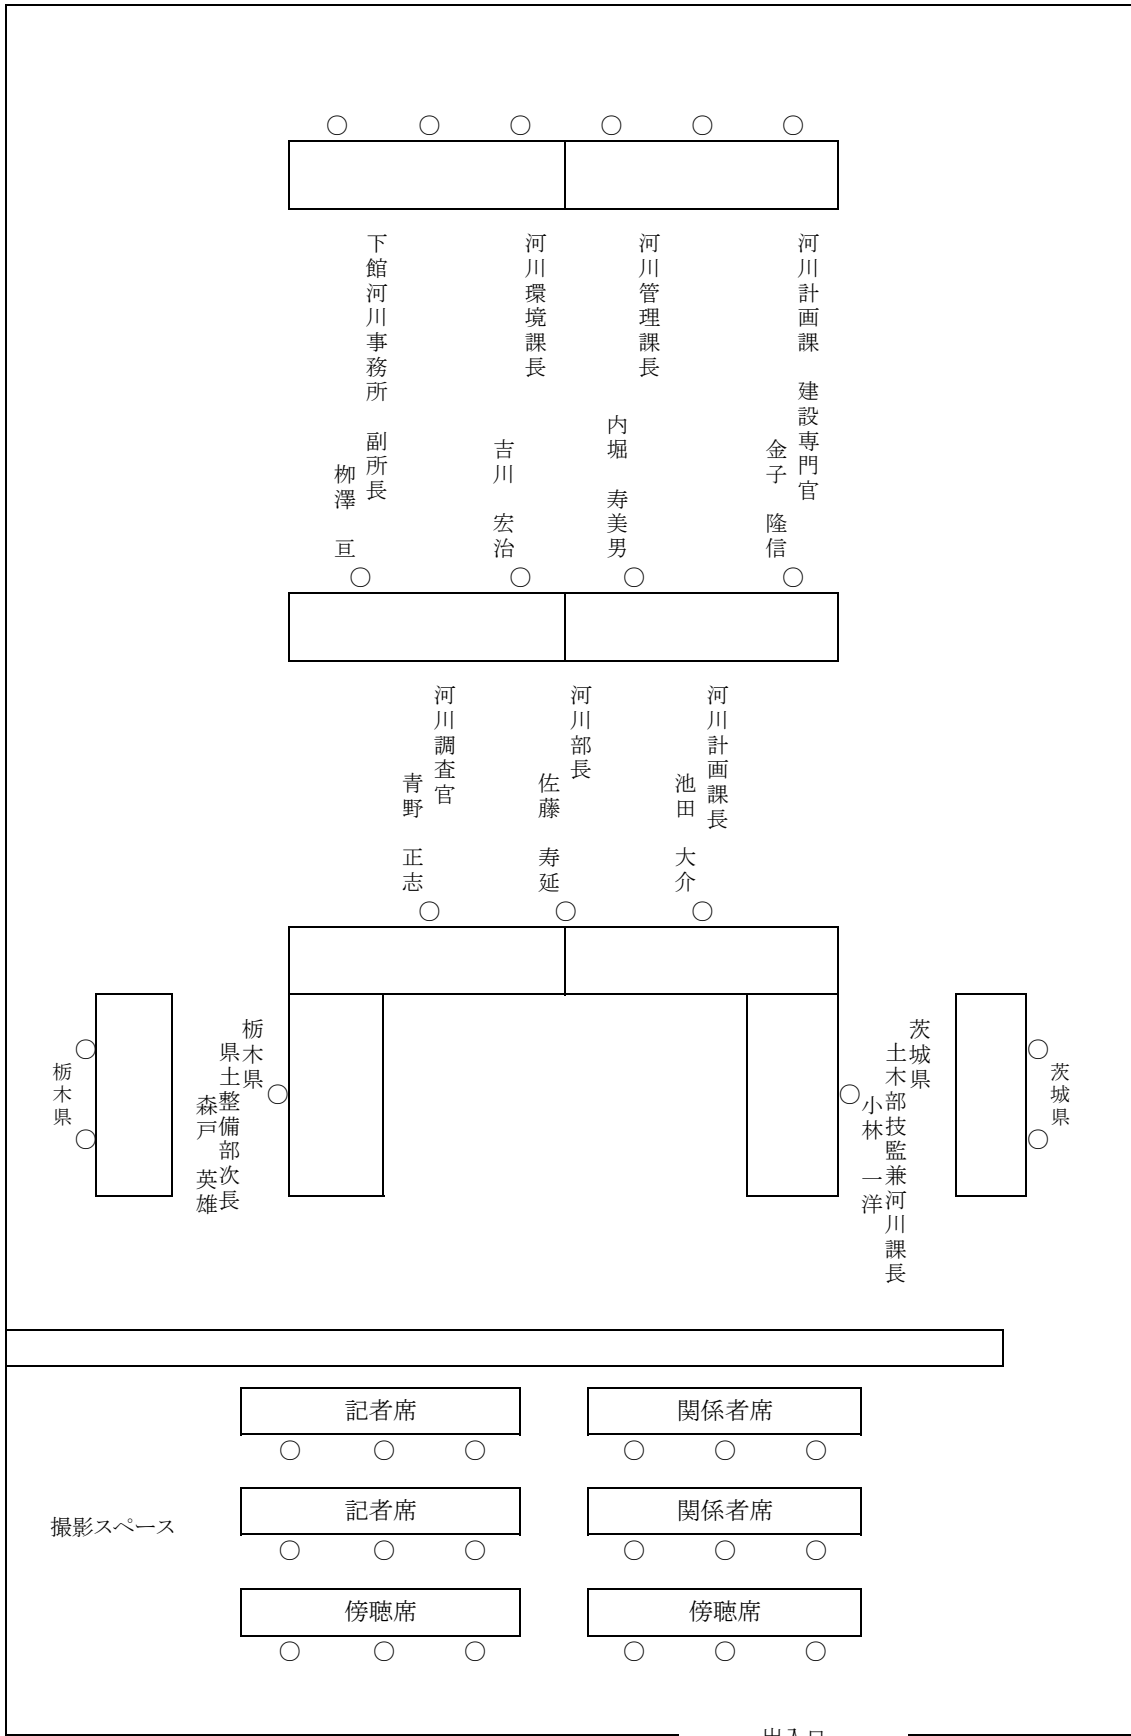 河川計画課　建設専門官
金子　隆信
河川管理課長
内堀　寿美男
河川環境課長
吉川　宏治
下館河川事務所　副所長
栁澤　亘
河川計画課長
池田　大介
河川部長
佐藤　寿延
河川調査官
青野　正志
茨城県
茨城県
土木部技監兼河川課長
小林　一洋
栃木県
県土整備部次長
森戸　英雄
栃木県
記者席
関係者席
記者席
関係者席
撮影スペース
傍聴席
傍聴席
出入口